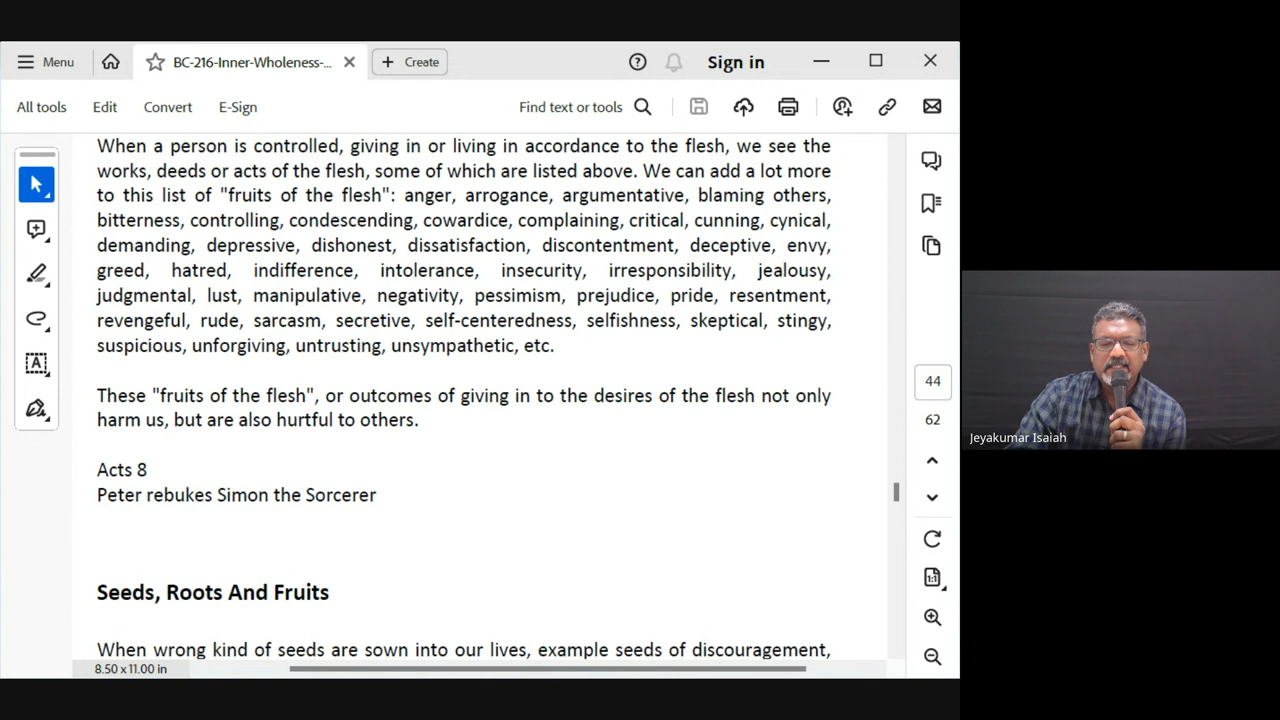 Menu
BC-216-Inner-Wholeness-...
Create
Sign in
All tools
Edit
Convert
E-Sign
Find text or tools
When a person is controlled, giving in or living in accordance to the flesh, we see the
works, deeds or acts of the flesh, some of which are listed above. We can add a lot more
to this list of "fruits of the flesh": anger, arrogance, argumentative, blaming others,
bitterness, controlling, condescending, cowardice, complaining, critical, cunning, cynical,
demanding, depressive, dishonest, dissatisfaction, discontentment, deceptive, envy,
greed, hatred, indifference, intolerance, insecurity, irresponsibility, jealousy,
judgmental, lust, manipulative, negativity, pessimism, prejudice, pride, resentment,
revengeful, rude, sarcasm, secretive, self-centeredness, selfishness, skeptical, stingy,
suspicious, unforgiving, untrusting, unsympathetic, etc.
These "fruits of the flesh", or outcomes of giving in to the desires of the flesh not only
harm us, but are also hurtful to others.
Acts 8
Peter rebukes Simon the Sorcerer
Seeds, Roots And Fruits
When wrong kind of seeds are sown into our lives, example seeds of discouragement,
8.50 x 11.00 in
44
62
1:1
Jeyakumar Isaiah